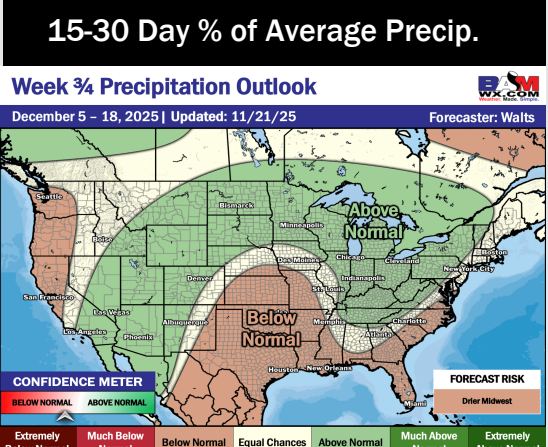 15-30 Day % of Average Precip.
Week ¾ Precipitation Outlook
BAM
WX.COM
Weather. Made. Simple.
December 5 – 18, 2025 | Updated: 11/21/25
Forecaster: Walts
Seattle
Bismarck
Above
Normal
Minneapolis
Boise
Boston
Chicago
Cleveland
New York City
Des Moines
Denver
Indianapolis
San Francisco
St. Louis
Las Vegas
Below
Normal
Los Angeles
Albuquerque
Memphis
Charlotte
Phoenix
Atlanta
Houston
New Orleans
Miami
CONFIDENCE METER
BELOW NORMAL
ABOVE NORMAL
FORECAST RISK
Drier Midwest
Extremely
Much Below
Below Normal
Equal Chances
Above Normal
Much Above
Extremely